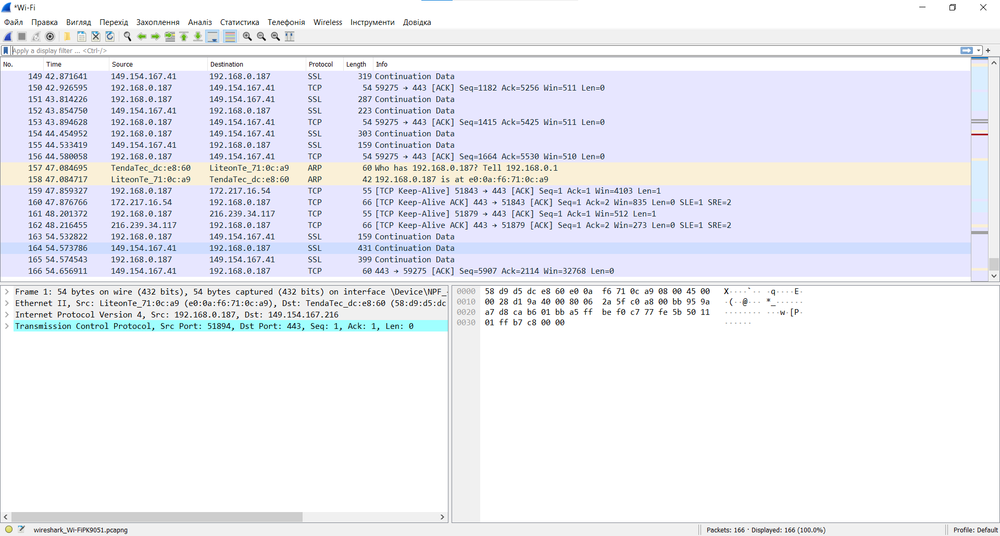 *Wi-Fi
Файл Правка Вигляд Перехід Захоплення Аналіз Статистика Телефонія Wireless Інструменти Довідка
Apply a display filter ... <Ctrl-/>
No. Time Source Destination Protocol Length Info
149 42.871641 149.154.167.41 192.168.0.187 SSL 319 Continuation Data
150 42.926595 192.168.0.187 149.154.167.41 TCP 54 59275 → 443 [ACK] Seq=1182 Ack=5256 Win=511 Len=0
151 43.814226 192.168.0.187 149.154.167.41 SSL 287 Continuation Data
152 43.854750 149.154.167.41 192.168.0.187 SSL 223 Continuation Data
153 43.894628 192.168.0.187 149.154.167.41 TCP 54 59275 → 443 [ACK] Seq=1415 Ack=5425 Win=511 Len=0
154 44.454952 192.168.0.187 149.154.167.41 SSL 303 Continuation Data
155 44.533419 149.154.167.41 192.168.0.187 SSL 159 Continuation Data
156 44.580058 192.168.0.187 149.154.167.41 TCP 54 59275 → 443 [ACK] Seq=1664 Ack=5530 Win=510 Len=0
157 47.084695 TendaTec_dc:e8:60 LiteonTe_71:0c:a9 ARP 60 Who has 192.168.0.187? Tell 192.168.0.1
158 47.084717 LiteonTe_71:0c:a9 TendaTec_dc:e8:60 ARP 42 192.168.0.187 is at e0:0a:f6:71:0c:a9
159 47.859327 192.168.0.187 172.217.16.54 TCP 55 [TCP Keep-Alive] 51843 → 443 [ACK] Seq=1 Ack=1 Win=4103 Len=1
160 47.876766 172.217.16.54 192.168.0.187 TCP 66 [TCP Keep-Alive ACK] 443 → 51843 [ACK] Seq=1 Ack=2 Win=835 Len=0 SLE=1 SRE=2
161 48.201372 192.168.0.187 216.239.34.117 TCP 55 [TCP Keep-Alive] 51879 → 443 [ACK] Seq=1 Ack=1 Win=512 Len=1
162 48.216455 216.239.34.117 192.168.0.187 TCP 66 [TCP Keep-Alive ACK] 443 → 51879 [ACK] Seq=1 Ack=2 Win=273 Len=0 SLE=1 SRE=2
163 54.532822 192.168.0.187 149.154.167.41 SSL 159 Continuation Data
164 54.573786 149.154.167.41 192.168.0.187 SSL 431 Continuation Data
165 54.574543 192.168.0.187 149.154.167.41 SSL 399 Continuation Data
166 54.656911 149.154.167.41 192.168.0.187 TCP 60 443 → 59275 [ACK] Seq=5907 Ack=2114 Win=32768 Len=0
Frame 1: 54 bytes on wire (432 bits), 54 bytes captured (432 bits) on interface \Device\NPF_
Ethernet II, Src: LiteonTe_71:0c:a9 (e0:0a:f6:71:0c:a9), Dst: TendaTec_dc:e8:60 (58:d9:d5:dc
Internet Protocol Version 4, Src: 192.168.0.187, Dst: 149.154.167.216
Transmission Control Protocol, Src Port: 51894, Dst Port: 443, Seq: 1, Ack: 1, Len: 0
0000 58 d9 d5 dc e8 60 e0 0a f6 71 0c a9 08 00 45 00 X····`·· ·q····E·
0010 00 28 d1 9a 40 00 80 06 2a 5f c0 a8 00 bb 95 9a ·(··@··· *_······
0020 a7 d8 ca b6 01 bb a5 ff be f0 c7 77 fe 5b 50 11 ········ ···w·[P·
0030 01 ff b7 c8 00 00 ······
wireshark_Wi-FiPK9051.pcapng
Packets: 166 · Displayed: 166 (100.0%)
Profile: Default